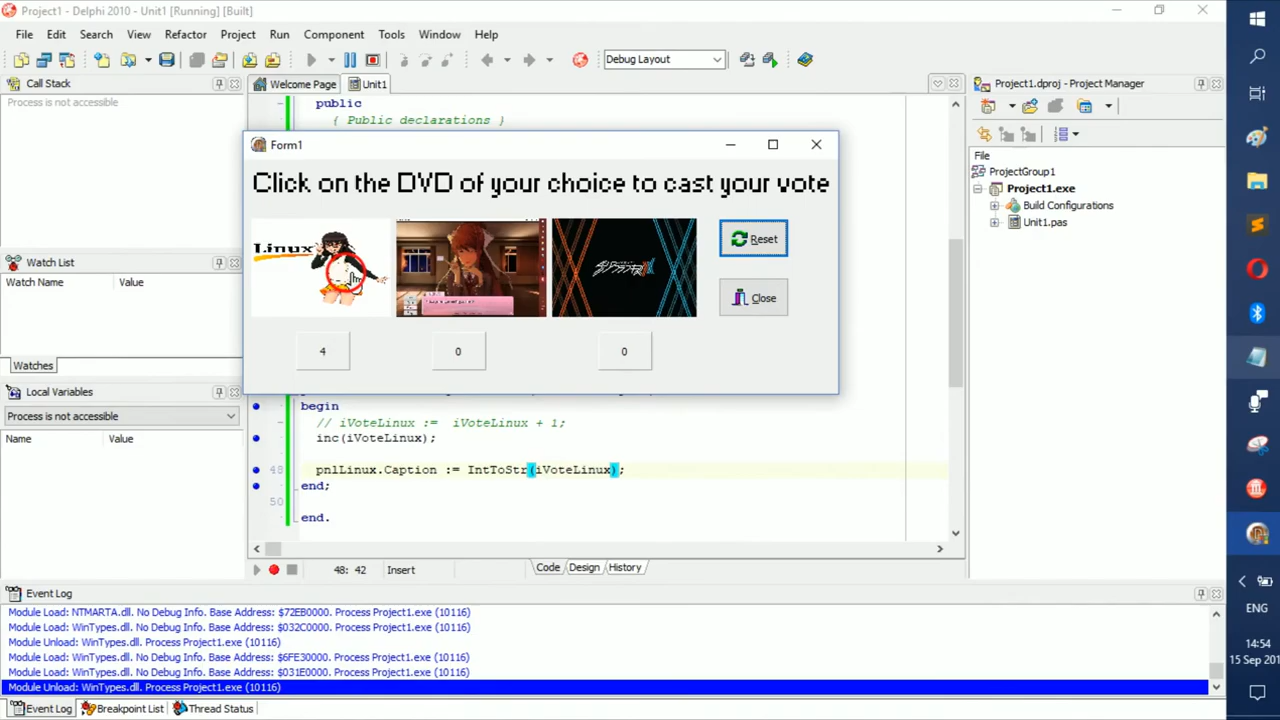 Project1 - Delphi 2010 - Unit1 [Running] [Built]
File Edit Search View Refactor Project Run Component Tools Window Help
Debug Layout
Call Stack
Process is not accessible
Welcome Page
Unit1
public
{ Public declarations }
Form1
Click on the DVD of your choice to cast your vote
Linux
Reset
Close
4
0
0
Watch List
Watch Name Value
Watches
Local Variables
Process is not accessible
Name Value
begin
// iVoteLinux := iVoteLinux + 1;
inc(iVoteLinux);
48 pnlLinux.Caption := IntToStr(iVoteLinux);
end;
50
end.
48: 42 Insert Code Design History
Project1.dproj - Project Manager
File
ProjectGroup1
Project1.exe
Build Configurations
Unit1.pas
Event Log
Module Load: NTMARTA.dll. No Debug Info. Base Address: $72EB0000. Process Project1.exe (10116)
Module Load: WinTypes.dll. No Debug Info. Base Address: $032C0000. Process Project1.exe (10116)
Module Unload: WinTypes.dll. Process Project1.exe (10116)
Module Load: WinTypes.dll. No Debug Info. Base Address: $6FE30000. Process Project1.exe (10116)
Module Load: WinTypes.dll. No Debug Info. Base Address: $031E0000. Process Project1.exe (10116)
Module Unload: WinTypes.dll. Process Project1.exe (10116)
Event Log Breakpoint List Thread Status
ENG
14:54
15 Sep 201